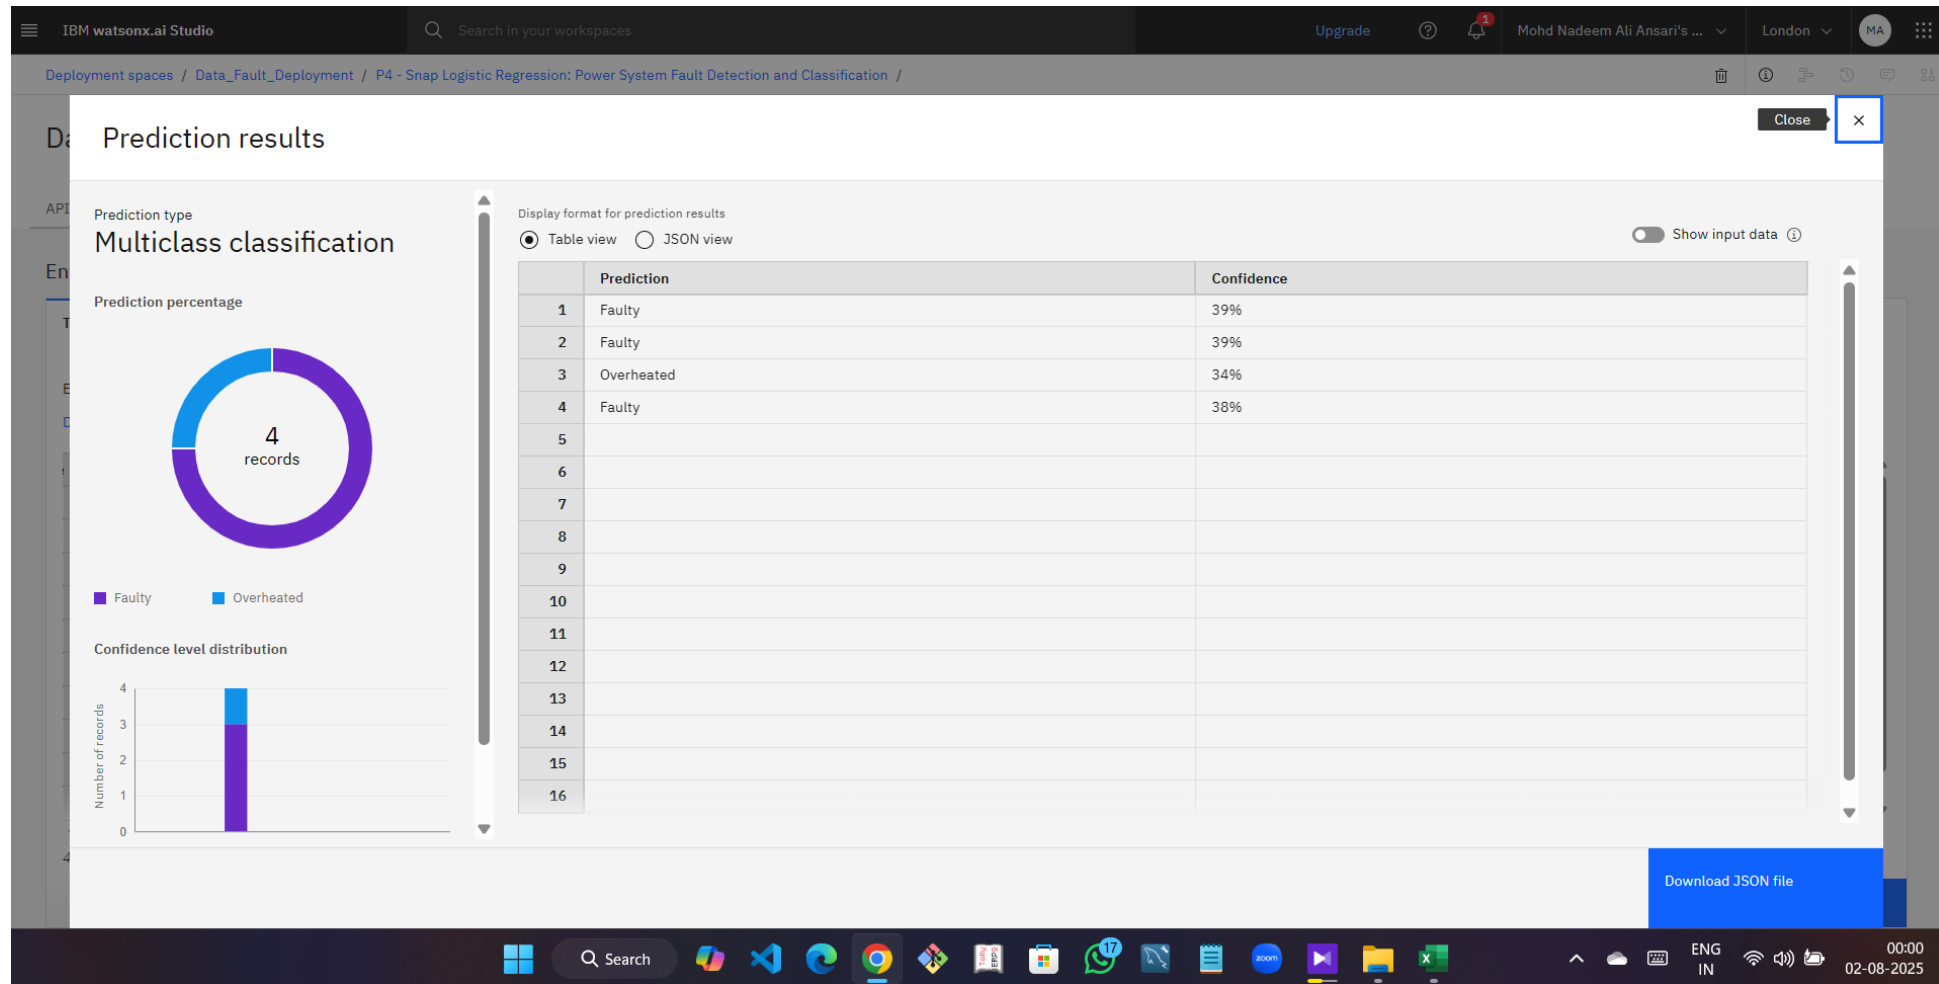 IBM watsonx.ai Studio
Search in your workspaces
Upgrade
1
Mohd Nadeem Ali Ansari's ...
London
MA
Deployment spaces / Data_Fault_Deployment / P4 - Snap Logistic Regression: Power System Fault Detection and Classification /
Prediction results
Close
API
Prediction type
Multiclass classification
Prediction percentage
4
records
Faulty
Overheated
Confidence level distribution
Number of records
4
3
2
1
0
Display format for prediction results
Table view
JSON view
Show input data
Prediction Confidence
1 Faulty 39%
2 Faulty 39%
3 Overheated 34%
4 Faulty 38%
5
6
7
8
9
10
11
12
13
14
15
16
Download JSON file
Search
17
zoom
ENG
IN
00:00
02-08-2025